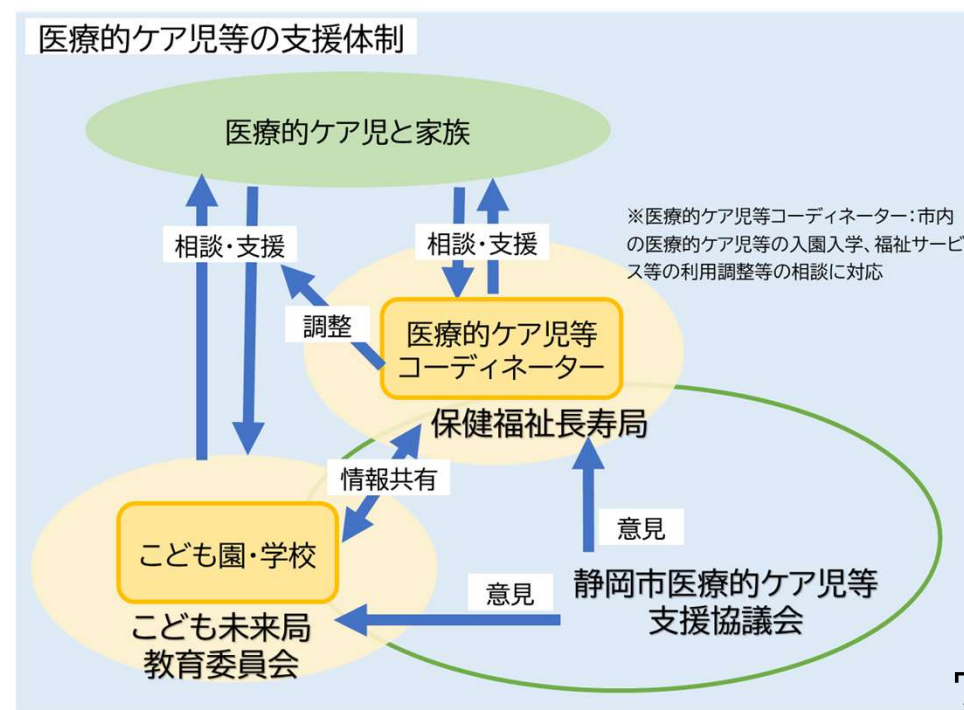 医療的ケア児等の支援体制
医療的ケア児と家族
相談・支援
相談・支援
※医療的ケア児等コーディネーター:市内
の医療的ケア児等の入園入学、福祉サービ
ス等の利用調整等の相談に対応
調整
医療的ケア児等
コーディネーター
保健福祉長寿局
情報共有
こども園・学校
こども未来局
教育委員会
意見
意見
静岡市医療的ケア児等
支援協議会